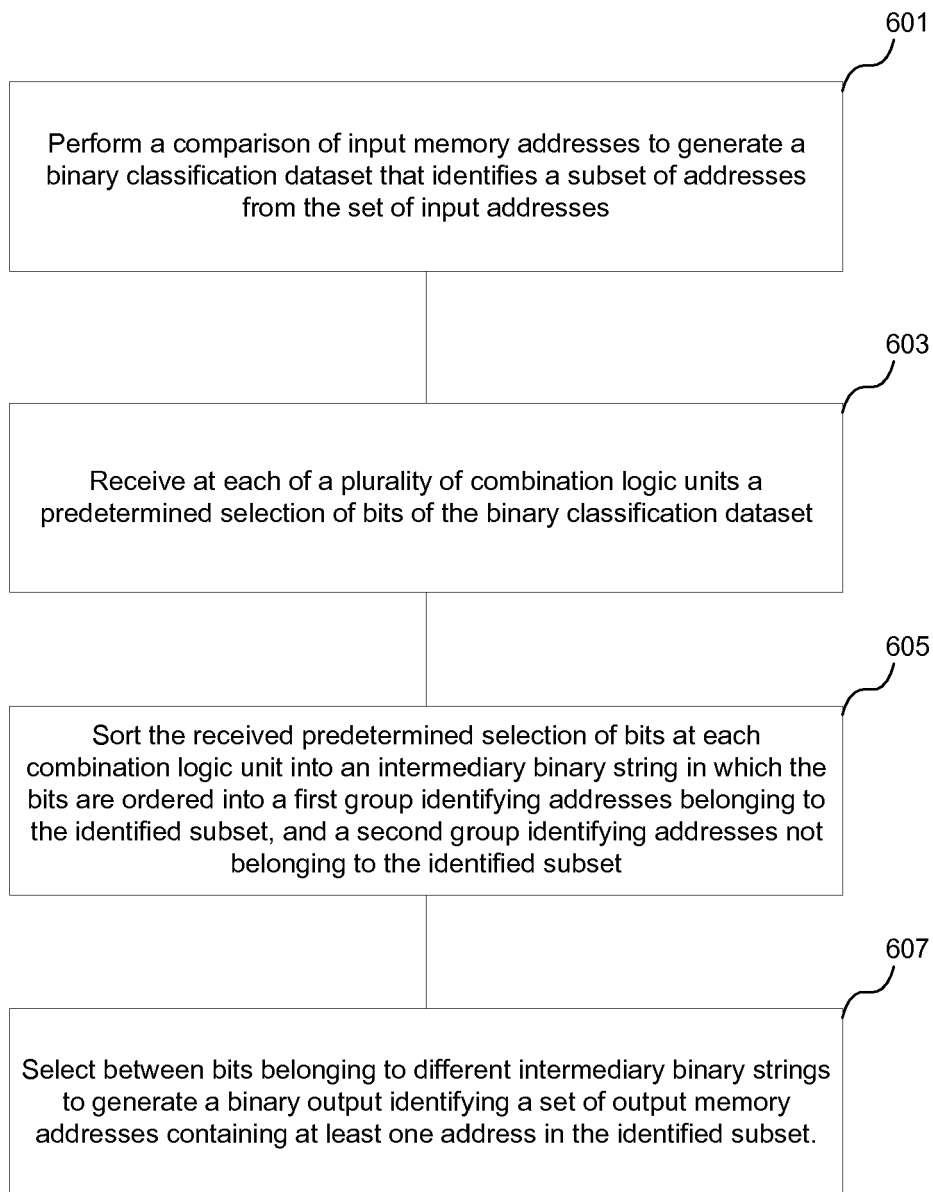 601
Perform a comparison of input memory addresses to generate a
binary classification dataset that identifies a subset of addresses
from the set of input addresses
603
Receive at each of a plurality of combination logic units a
predetermined selection of bits of the binary classification dataset
605
Sort the received predetermined selection of bits at each
combination logic unit into an intermediary binary string in which the
bits are ordered into a first group identifying addresses belonging to
the identified subset, and a second group identifying addresses not
belonging to the identified subset
607
Select between bits belonging to different intermediary binary strings
to generate a binary output identifying a set of output memory
addresses containing at least one address in the identified subset.